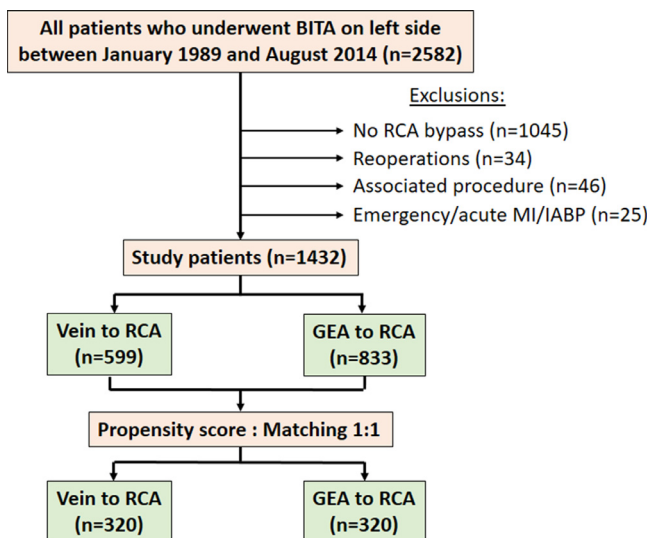 All patients who underwent BITA on left side
between January 1989 and August 2014 (n=2582)
Exclusions:
No RCA bypass (n=1045)
Reoperations (n=34)
Associated procedure (n=46)
Emergency/acute MI/IABP (n=25)
Study patients (n=1432)
Vein to RCA
(n=599)
GEA to RCA
(n=833)
Propensity score : Matching 1:1
Vein to RCA
(n=320)
GEA to RCA
(n=320)